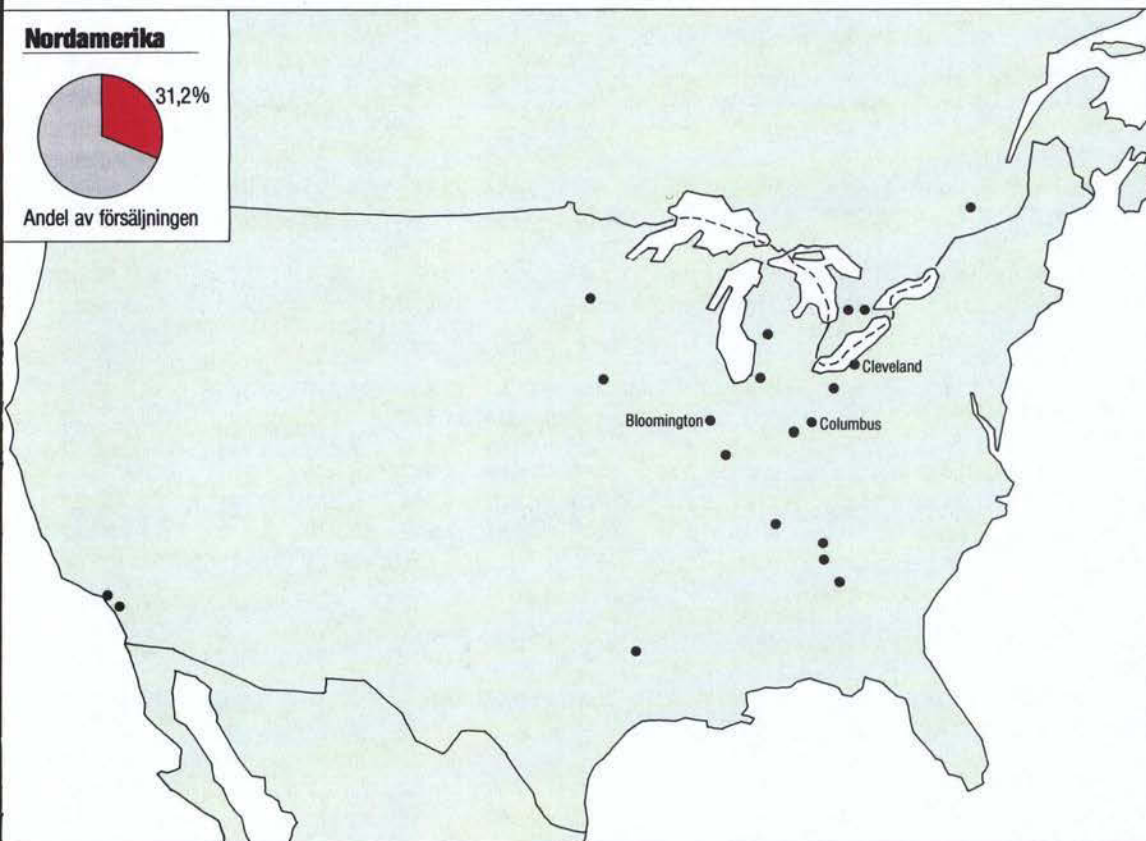 Nordamerika
31,2%
Andel av försäljningen
Cleveland
Bloomington
Columbus